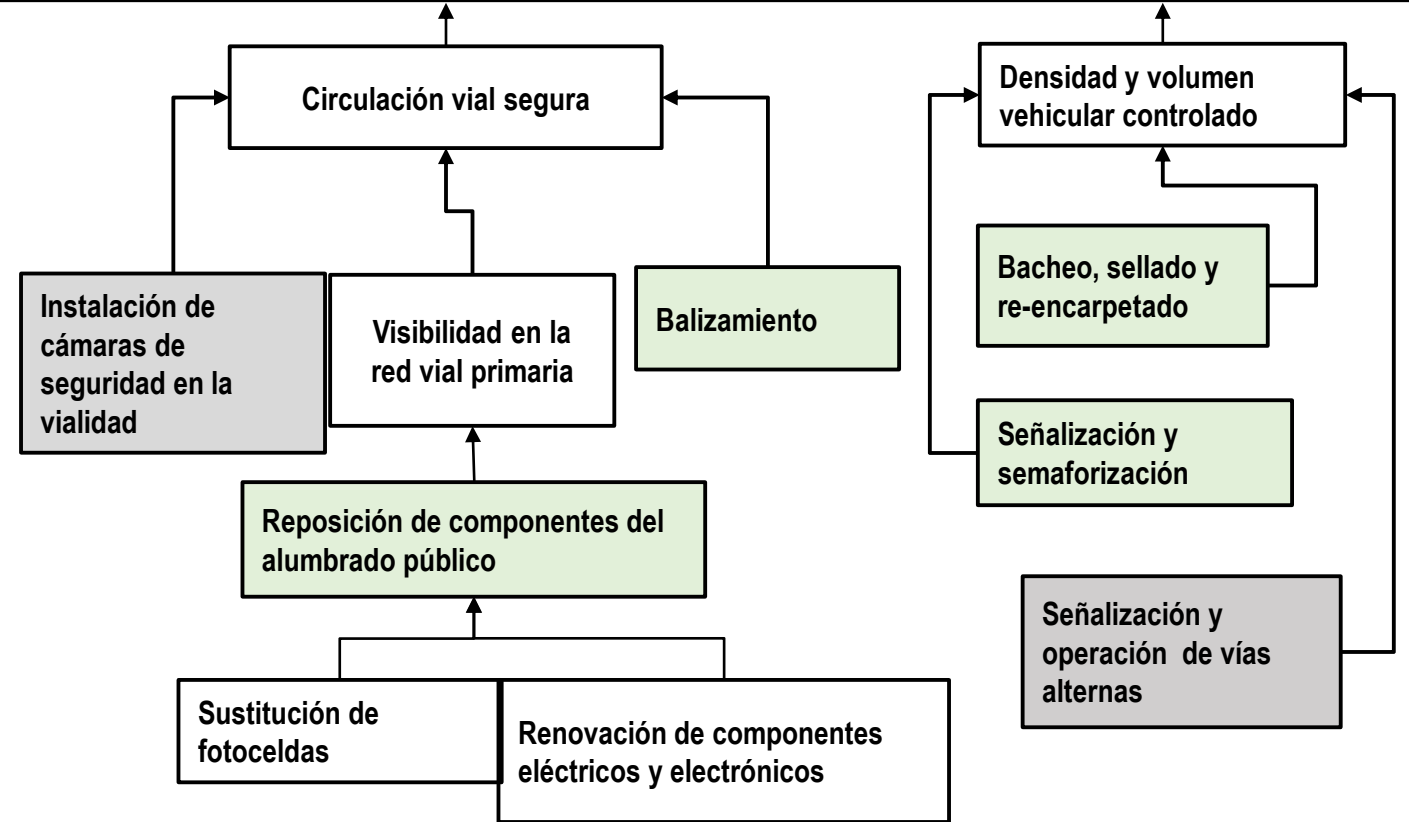 Circulación vial segura
Densidad y volumen
vehicular controlado
Instalación de
cámaras de
seguridad en la
vialidad
Visibilidad en la
red vial primaria
Balizamiento
Bacheo, sellado y
re-encarpetado
Señalización y
semaforización
Reposición de componentes del
alumbrado público
Señalización y
operación  de vías
alternas
Sustitución de
fotoceldas
Renovación de componentes
eléctricos y electrónicos